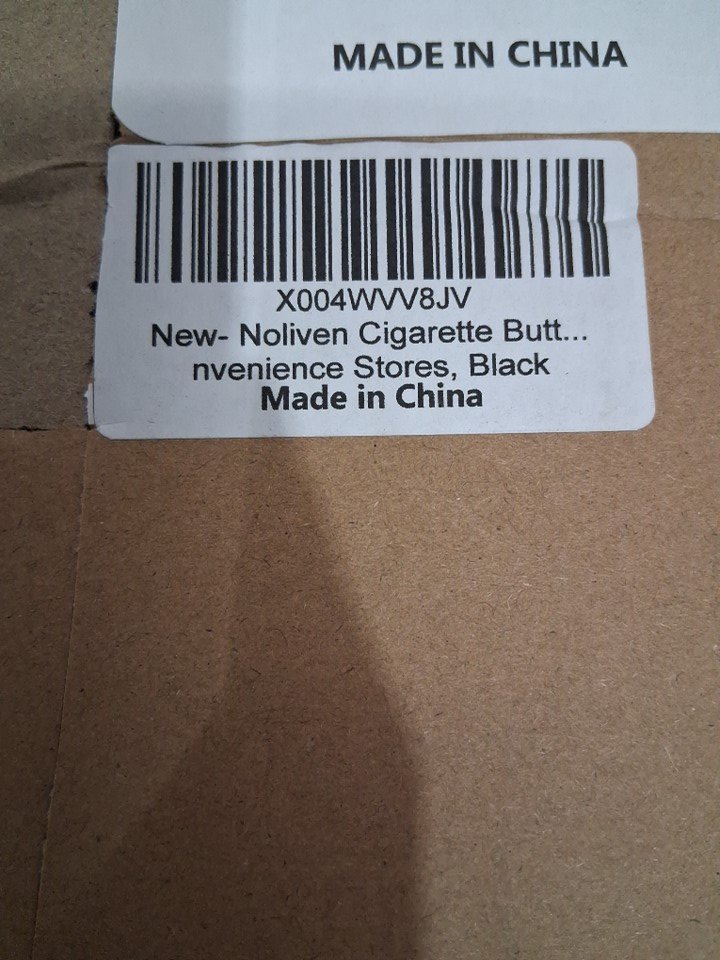 MADE IN CHINA
X004WVV8JV
New- Noliven Cigarette Butt...
nvenience Stores, Black
Made in China